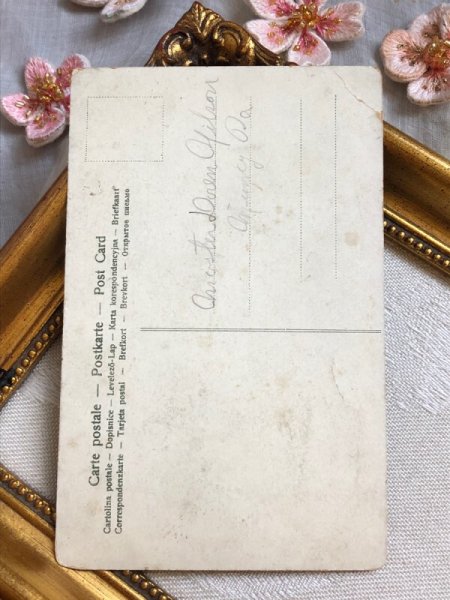 Carte postale — Postkarte — Post Card
Cartolina postale — Dopisnice — Levelező-Lap — Karta korespondencyjna — Briefkaart
Correspondenzkarte — Tarjeta postal — Brefkort — Brevkort — Открытое письмо
Pa